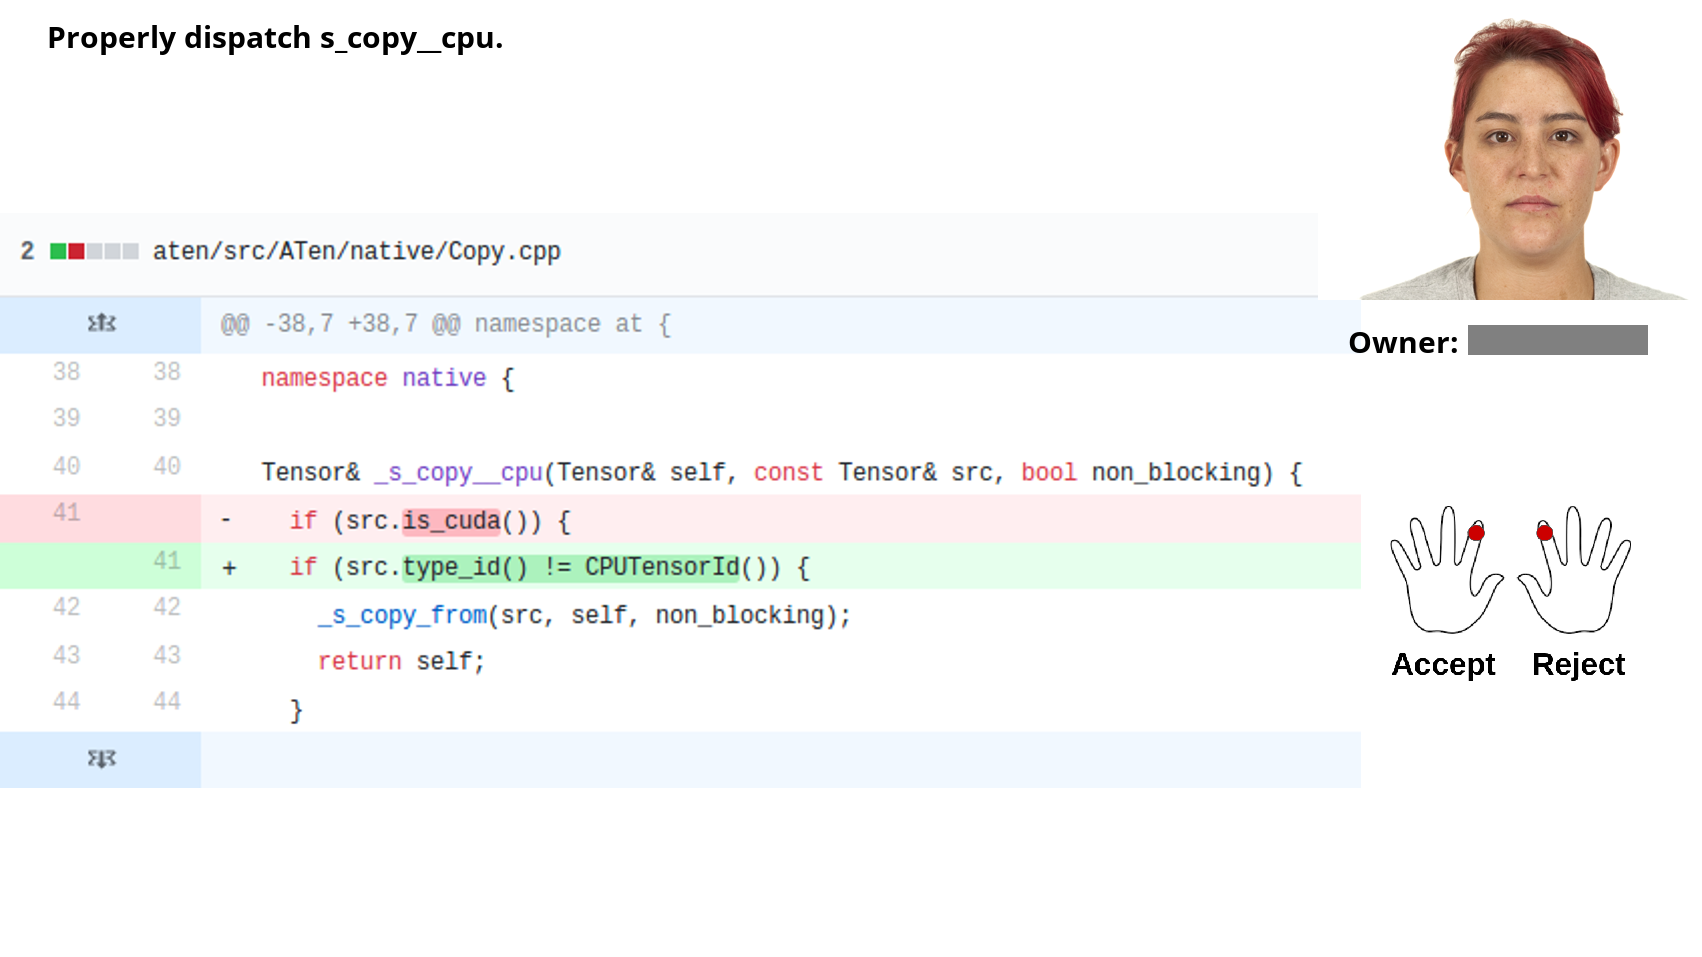 Properly dispatch s_copy__cpu.
2 aten/src/ATen/native/Copy.cpp
@@ -38,7 +38,7 @@ namespace at {
Owner:
38 38 namespace native {
39 39
40 40 Tensor& _s_copy__cpu(Tensor& self, const Tensor& src, bool non_blocking) {
41 - if (src.is_cuda()) {
41 + if (src.type_id() != CPUTensorId()) {
42 42 _s_copy_from(src, self, non_blocking);
43 43 return self;
44 44 }
Accept Reject